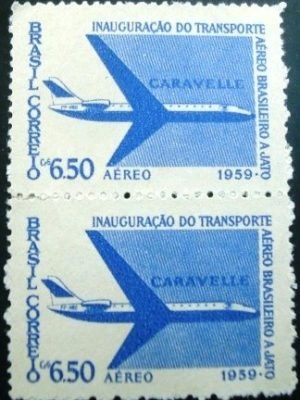 BRASIL CORREIO
INAUGURAÇÃO DO TRANSPORTE
AÉREO BRASILEIRO A JATO
CARAVELLE
Cr$ 6.50
AÉREO
1959
BRASIL CORREIO
INAUGURAÇÃO DO TRANSPORTE
AÉREO BRASILEIRO A JATO
CARAVELLE
Cr$ 6.50
AÉREO
1959